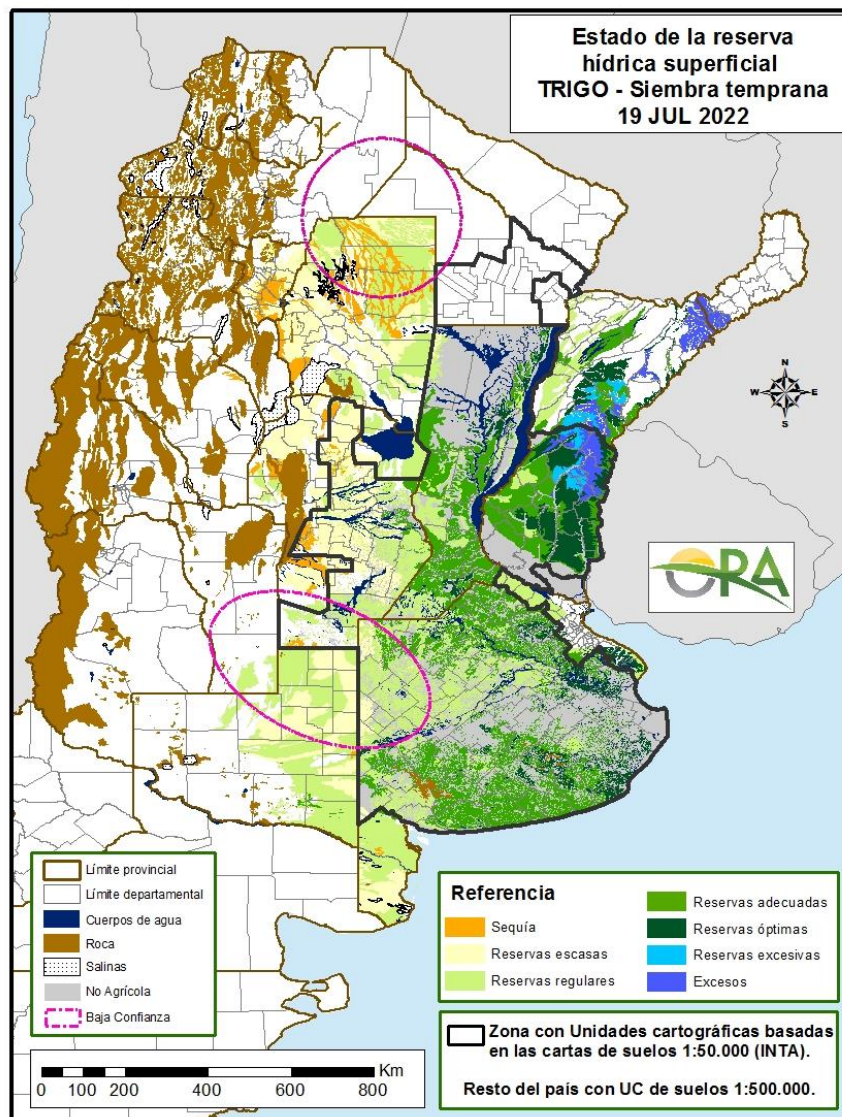 Estado de la reserva
hídrica superficial
TRIGO - Siembra temprana
19 JUL 2022
N
W E
S
ORA
Límite provincial
Límite departamental
Cuerpos de agua
Roca
Salinas
No Agrícola
Baja Confianza
Km
0 100 200 400 600 800
Referencia
Sequía
Reservas escasas
Reservas regulares
Reservas adecuadas
Reservas óptimas
Reservas excesivas
Excesos
Zona con Unidades cartográficas basadas
en las cartas de suelos 1:50.000 (INTA).
Resto del país con UC de suelos 1:500.000.